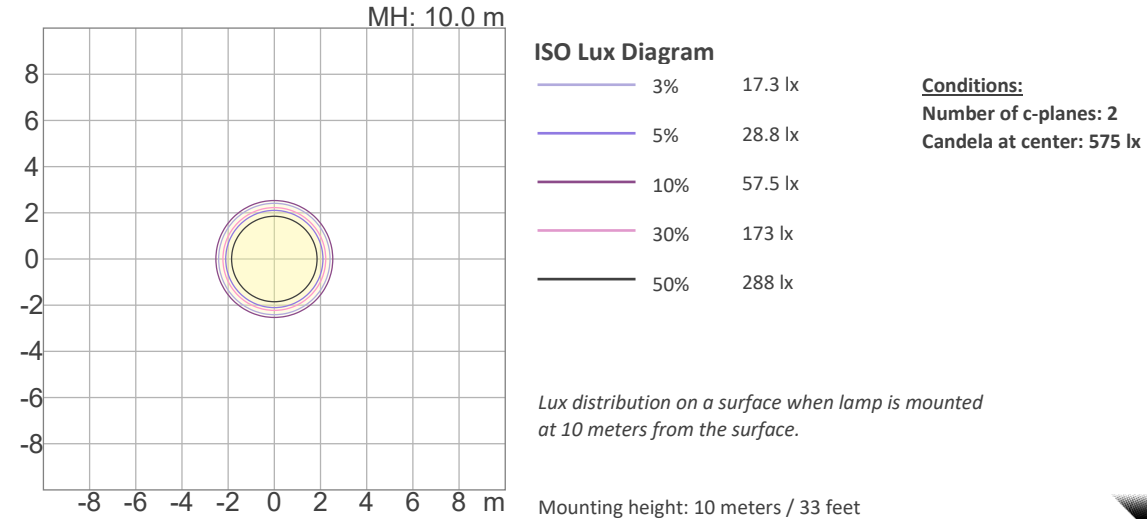 MH: 10.0 m
8
6
4
2
0
-2
-4
-6
-8
-8 -6 -4 -2 0 2 4 6 8 m
ISO Lux Diagram
3% 17.3 lx
5% 28.8 lx
10% 57.5 lx
30% 173 lx
50% 288 lx
Conditions:
Number of c-planes: 2
Candela at center: 575 lx
Lux distribution on a surface when lamp is mounted
at 10 meters from the surface.
Mounting height: 10 meters / 33 feet